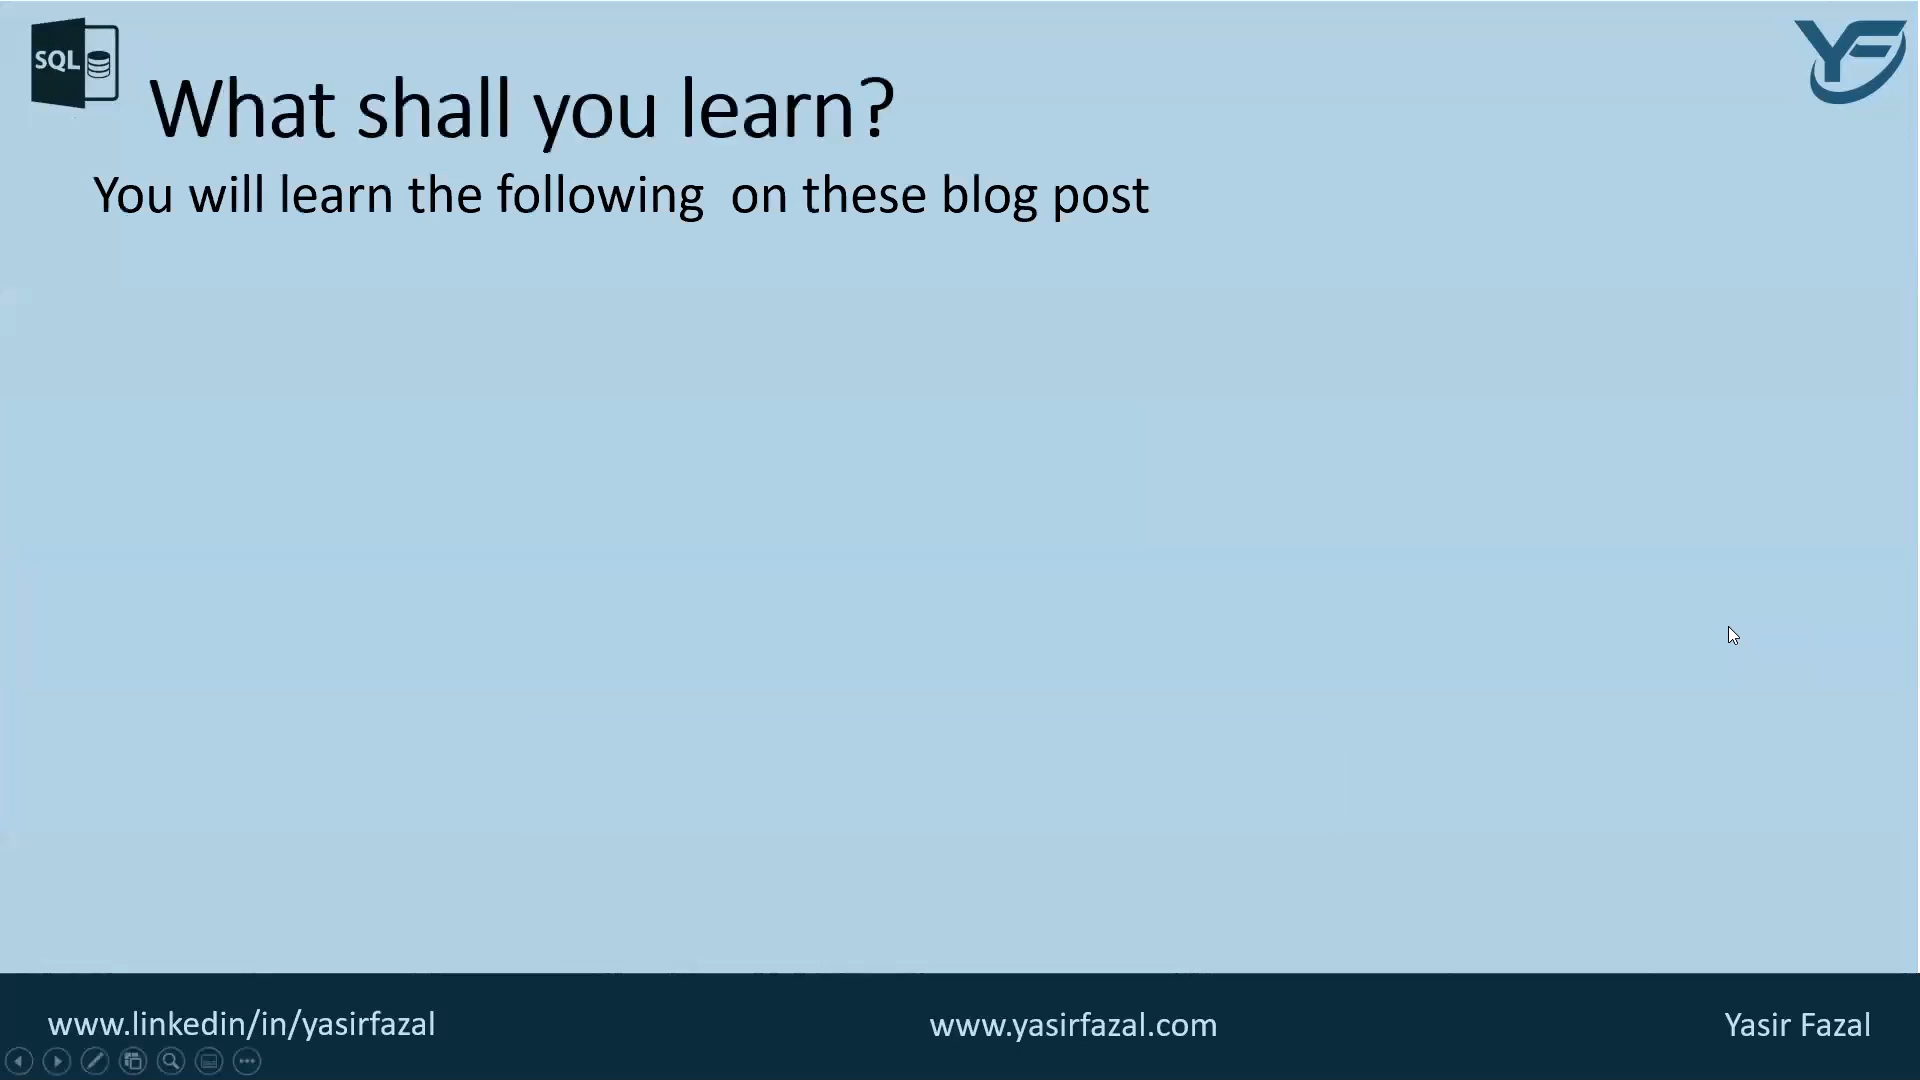 SQL
YF
What shall you learn?
You will learn the following  on these blog post
www.linkedin/in/yasirfazal
www.yasirfazal.com
Yasir Fazal